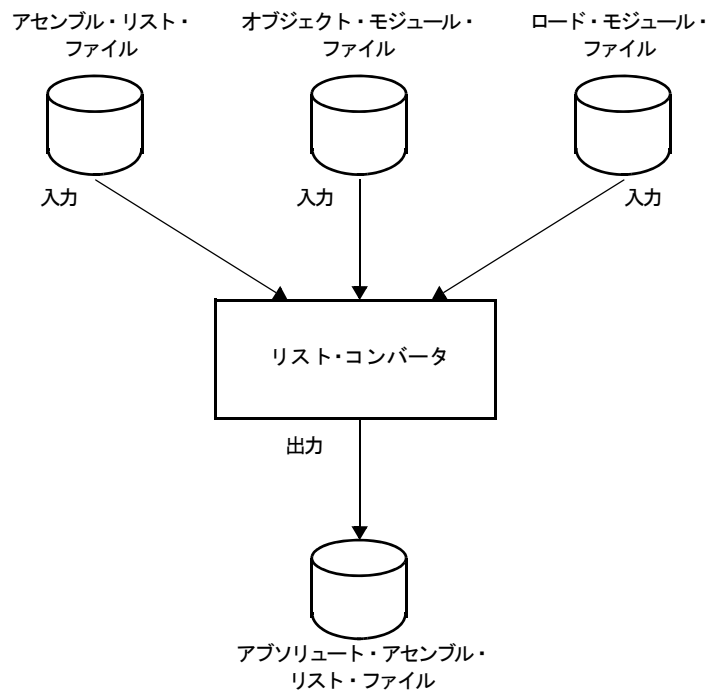 アセンブル・リスト・
ファイル
オブジェクト・モジュール・
ファイル
ロード・モジュール・
ファイル
入力
入力
入力
リスト・コンバータ
出力
アブソリュート・アセンブル・
リスト・ファイル